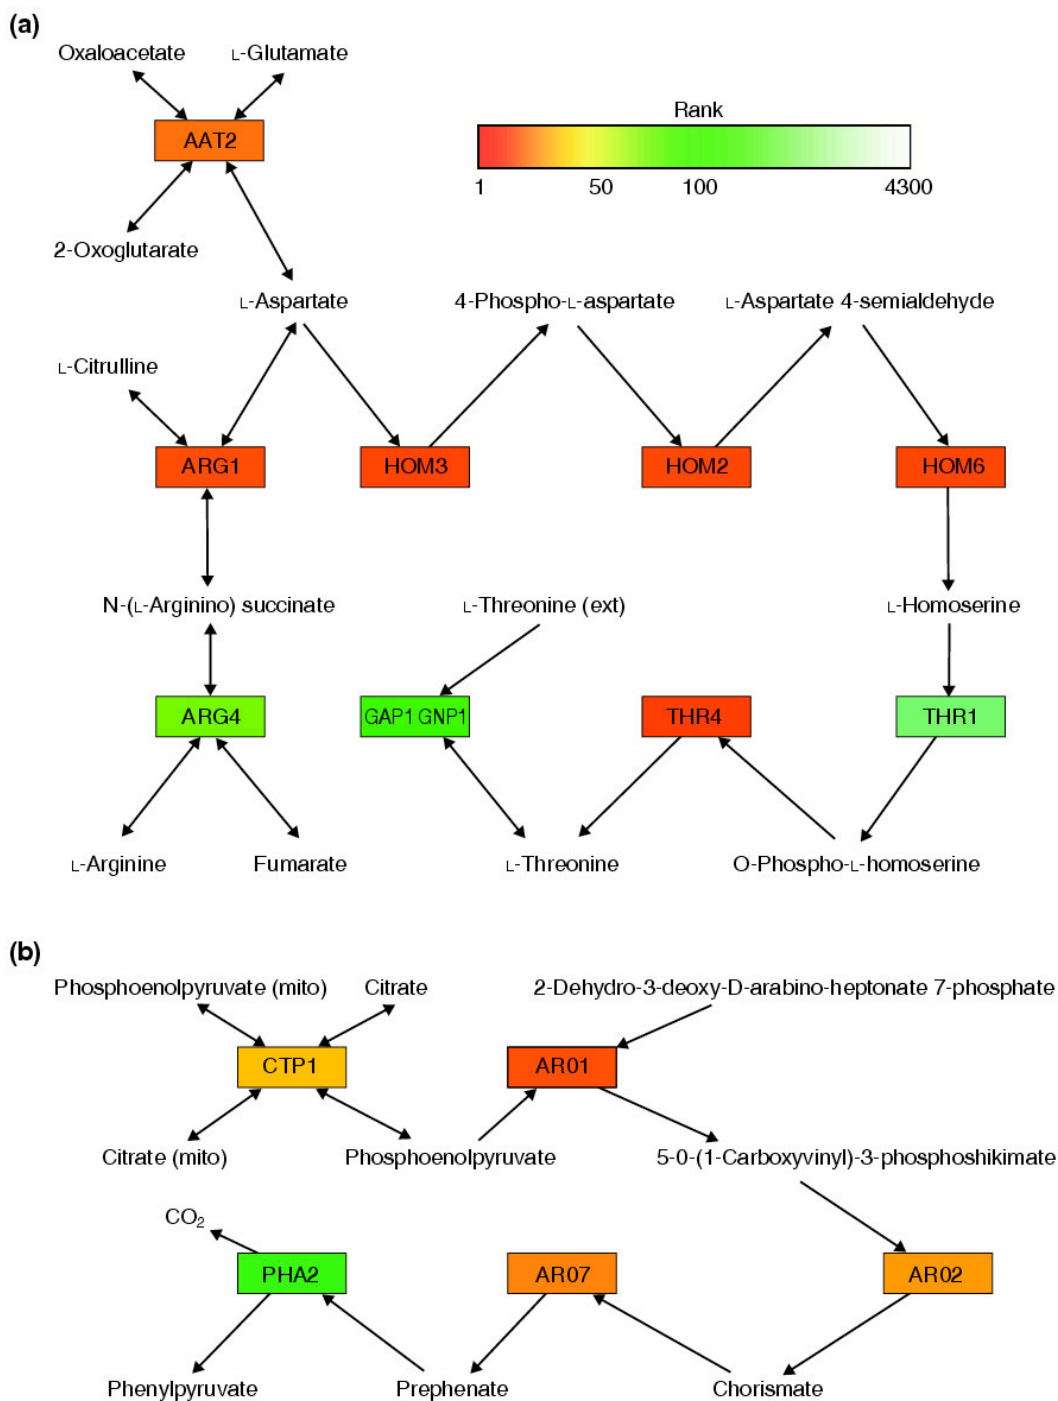 (a)
Oxaloacetate L-Glutamate
AAT2
Rank
1 50 100 4300
2-Oxoglutarate
L-Aspartate 4-Phospho-L-aspartate L-Aspartate 4-semialdehyde
L-Citrulline
ARG1 HOM3 HOM2 HOM6
N-(L-Arginino) succinate L-Threonine (ext) L-Homoserine
ARG4 GAP1 GNP1 THR4 THR1
L-Arginine Fumarate L-Threonine O-Phospho-L-homoserine
(b)
Phosphoenolpyruvate (mito) Citrate 2-Dehydro-3-deoxy-D-arabino-heptonate 7-phosphate
CTP1 AR01
Citrate (mito) Phosphoenolpyruvate 5-0-(1-Carboxyvinyl)-3-phosphoshikimate
CO₂
PHA2 AR07 AR02
Phenylpyruvate Prephenate Chorismate